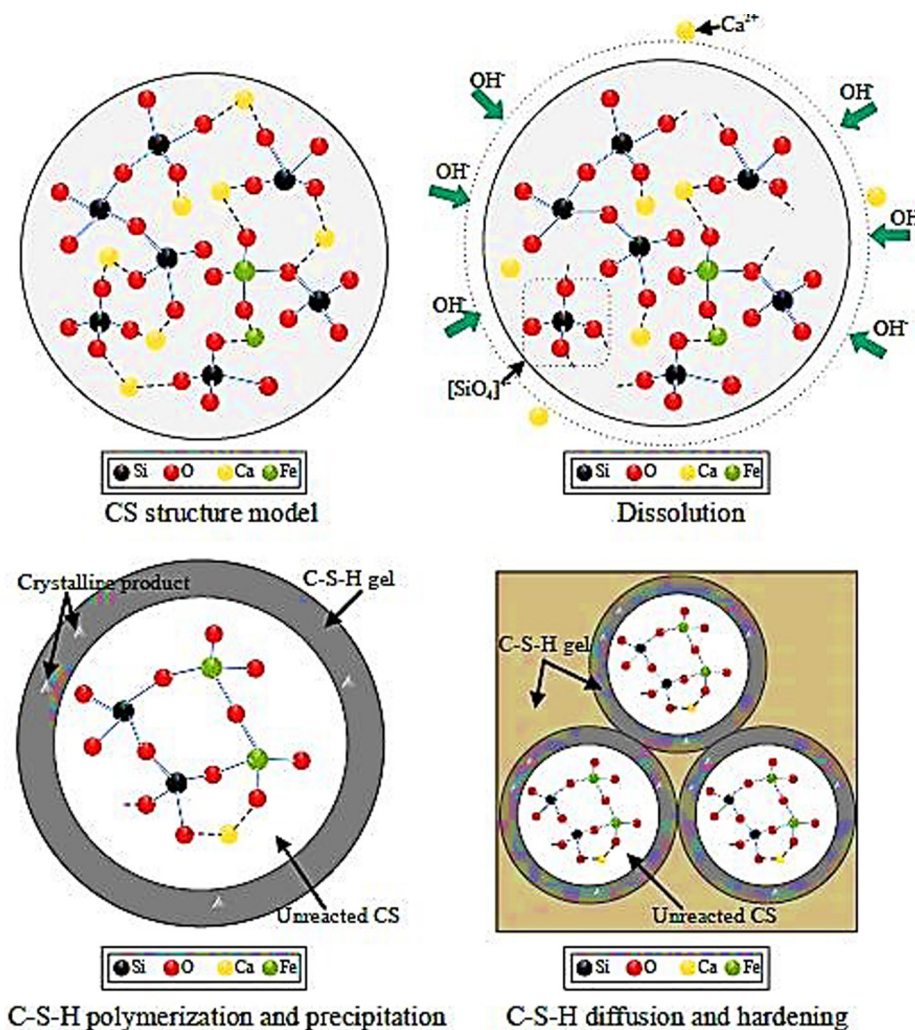 Ca²⁺
OH⁻
OH⁻
OH⁻
OH⁻
OH⁻
OH⁻
[SiO₄]
Si O Ca Fe
CS structure model
Si O Ca Fe
Dissolution
Crystalline product
C-S-H gel
Unreacted CS
Si O Ca Fe
C-S-H polymerization and precipitation
C-S-H gel
Unreacted CS
Si O Ca Fe
C-S-H diffusion and hardening